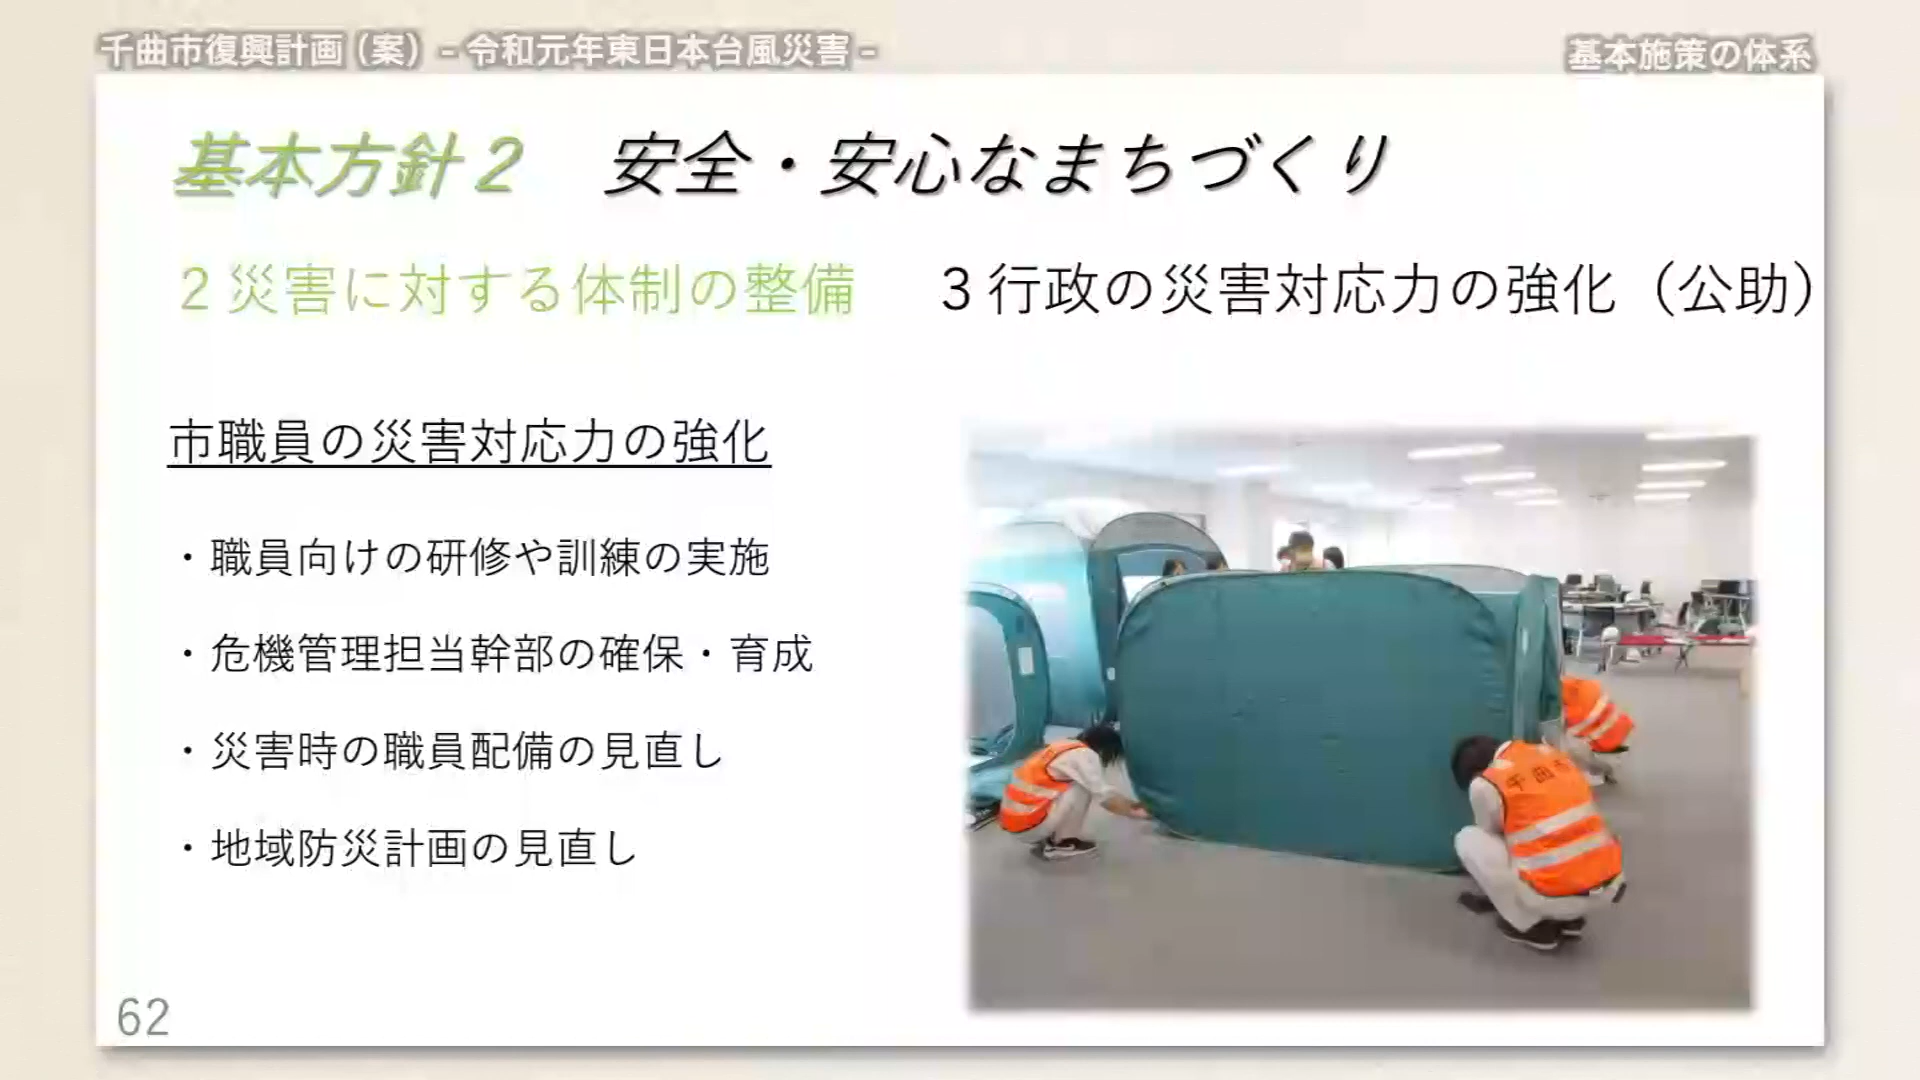 千曲市復興計画（案）－令和元年東日本台風災害－
基本施策の体系
基本方針２　安全・安心なまちづくり
２災害に対する体制の整備　３行政の災害対応力の強化（公助）
市職員の災害対応力の強化
・職員向けの研修や訓練の実施
・危機管理担当幹部の確保・育成
・災害時の職員配備の見直し
・地域防災計画の見直し
千曲市
62